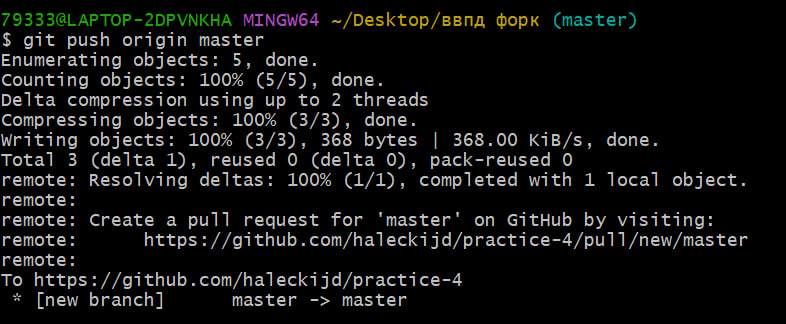 79333@LAPTOP-2DPVNKHA MINGW64 ~/Desktop/ввпд форк (master)
$ git push origin master
Enumerating objects: 5, done.
Counting objects: 100% (5/5), done.
Delta compression using up to 2 threads
Compressing objects: 100% (3/3), done.
Writing objects: 100% (3/3), 368 bytes | 368.00 KiB/s, done.
Total 3 (delta 1), reused 0 (delta 0), pack-reused 0
remote: Resolving deltas: 100% (1/1), completed with 1 local object.
remote:
remote: Create a pull request for 'master' on GitHub by visiting:
remote:      https://github.com/haleckijd/practice-4/pull/new/master
remote:
To https://github.com/haleckijd/practice-4
 * [new branch]      master -> master